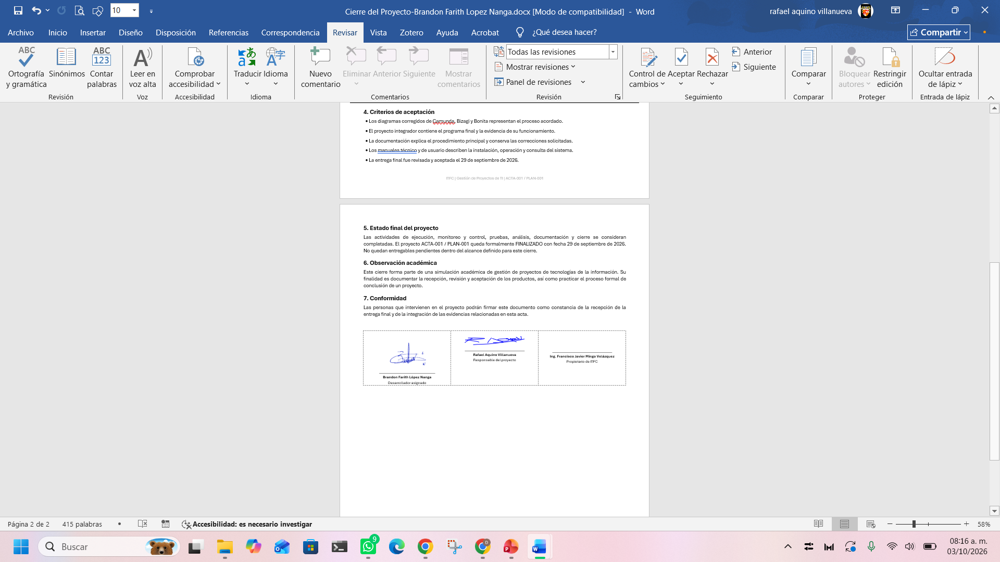 10
Cierre del Proyecto-Brandon Farith Lopez Nanga.docx [Modo de compatibilidad] - Word
rafael aquino villanueva
Archivo
Inicio
Insertar
Diseño
Disposición
Referencias
Correspondencia
Revisar
Vista
Zotero
Ayuda
Acrobat
¿Qué desea hacer?
Compartir
Ortografía y gramática
Sinónimos
Contar palabras
Revisión
Leer en voz alta
Voz
Comprobar accesibilidad
Accesibilidad
Traducir
Idioma
Idioma
Nuevo comentario
Eliminar
Anterior
Siguiente
Mostrar comentarios
Comentarios
Todas las revisiones
Mostrar revisiones
Panel de revisiones
Revisión
Control de cambios
Aceptar
Rechazar
Anterior
Siguiente
Seguimiento
Comparar
Comparar
Bloquear autores
Restringir edición
Proteger
Ocultar entrada de lápiz
Entrada de lápiz
4. Criterios de aceptación
• Los diagramas corregidos de Camunda, Bizagi y Bonita representan el proceso acordado.
• El proyecto integrador contiene el programa final y la evidencia de su funcionamiento.
• La documentación explica el procedimiento principal y conserva las correcciones solicitadas.
• Los manuales técnico y de usuario describen la instalación, operación y consulta del sistema.
• La entrega final fue revisada y aceptada el 29 de septiembre de 2026.
ITFC | Gestión de Proyectos de TI | ACTA-001 / PLAN-001
5. Estado final del proyecto
Las actividades de ejecución, monitoreo y control, pruebas, análisis, documentación y cierre se consideran
completadas. El proyecto ACTA-001 / PLAN-001 queda formalmente FINALIZADO con fecha 29 de septiembre de 2026.
No quedan entregables pendientes dentro del alcance definido para este cierre.
6. Observación académica
Este cierre forma parte de una simulación académica de gestión de proyectos de tecnologías de la información. Su
finalidad es documentar la recepción, revisión y aceptación de los productos, así como practicar el proceso formal de
conclusión de un proyecto.
7. Conformidad
Las personas que intervienen en el proyecto podrán firmar este documento como constancia de la recepción de la
entrega final y de la integración de las evidencias relacionadas en esta acta.
Brandon Farith López Nanga
Desarrollador asignado
Rafael Aquino Villanueva
Responsable del proyecto
Ing. Francisco Javier Mingo Velázquez
Propietario de ITFC
Página 2 de 2
415 palabras
Accesibilidad: es necesario investigar
58%
Buscar
9
08:16 a. m.
03/10/2026